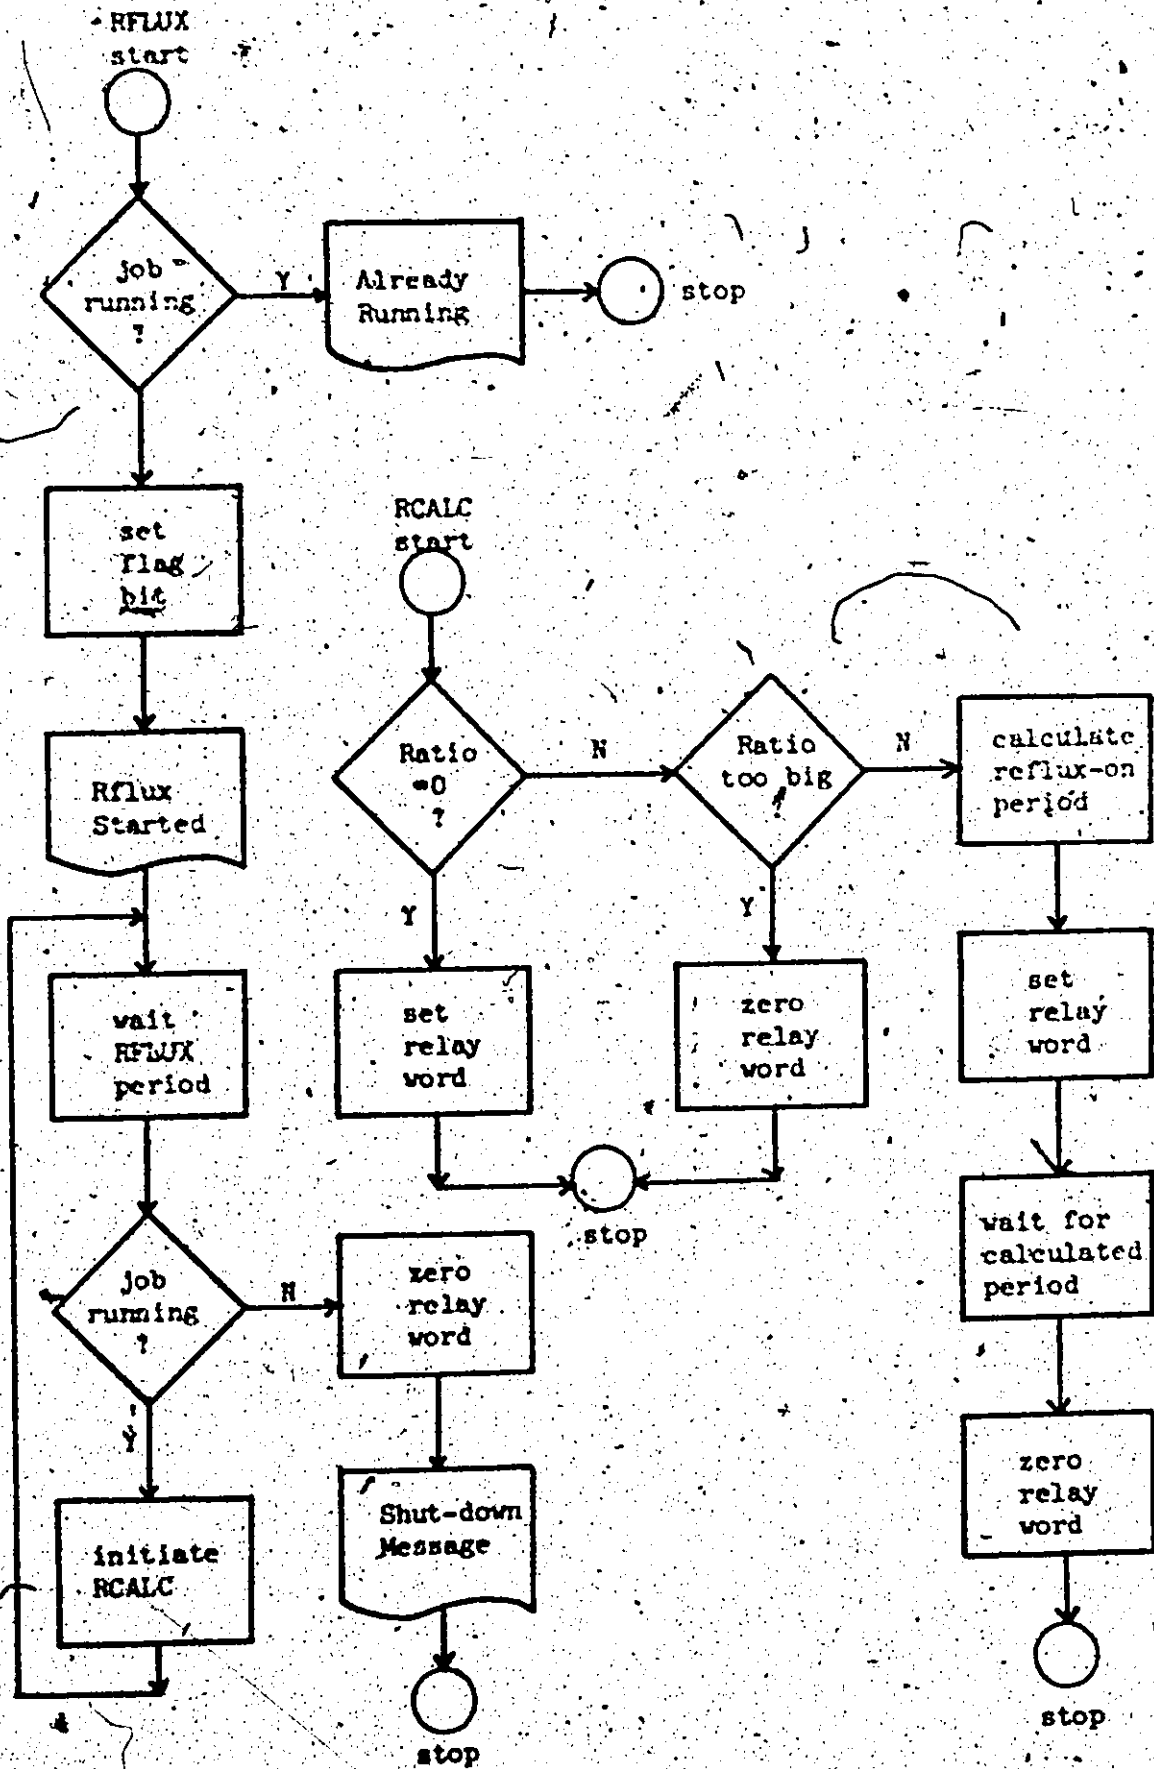 RFLUX
start
job
running
?
Y
Already
Running
stop
set
flag
bit
Rflux
Started
wait
RFLUX
period
job
running
?
N
zero
relay
word
Y
Shut-down
Message
initiate
RCALC
stop
RCALC
start
Ratio
=0
?
N
Ratio
too big
?
N
calculate
reflux-on
period
Y
Y
set
relay
word
zero
relay
word
set
relay
word
stop
wait for
calculated
period
zero
relay
word
stop